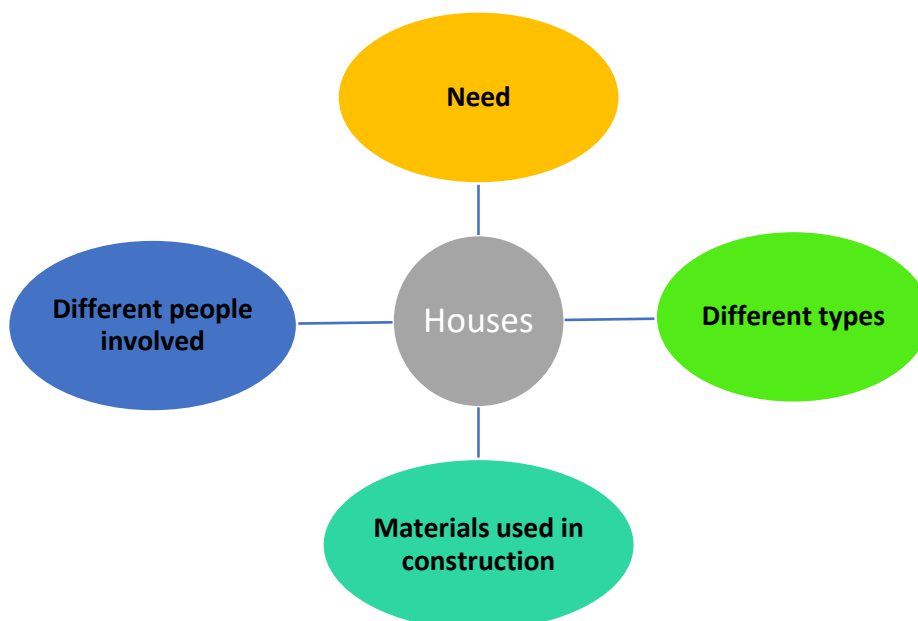 Need
Different people
involved
Houses
Different types
Materials used in
construction